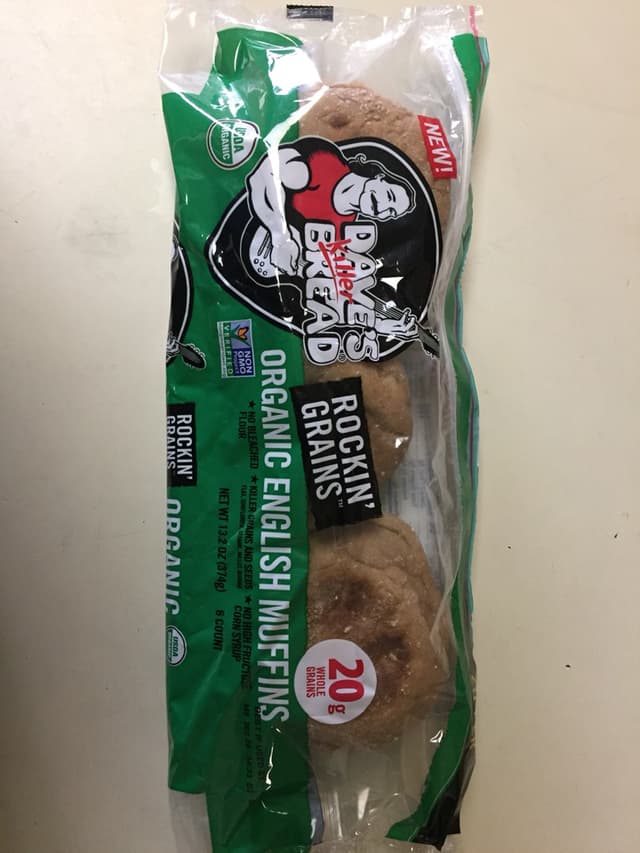 NEW!
USDA
ORGANIC
DAVE'S
Killer
BREAD®
NON
GMO
Project
VERIFIED
ROCKIN'
GRAINS™
ORGANIC ENGLISH MUFFINS
★ NO BLEACHED
FLOUR
★ KILLER GRAINS AND SEEDS
★ NO HIGH FRUCTOSE
CORN SYRUP
NET WT 13.2 OZ (374g)
6 COUNT
20g
WHOLE
GRAINS
ROCKIN'
GRAINS
ORGANIC
USDA